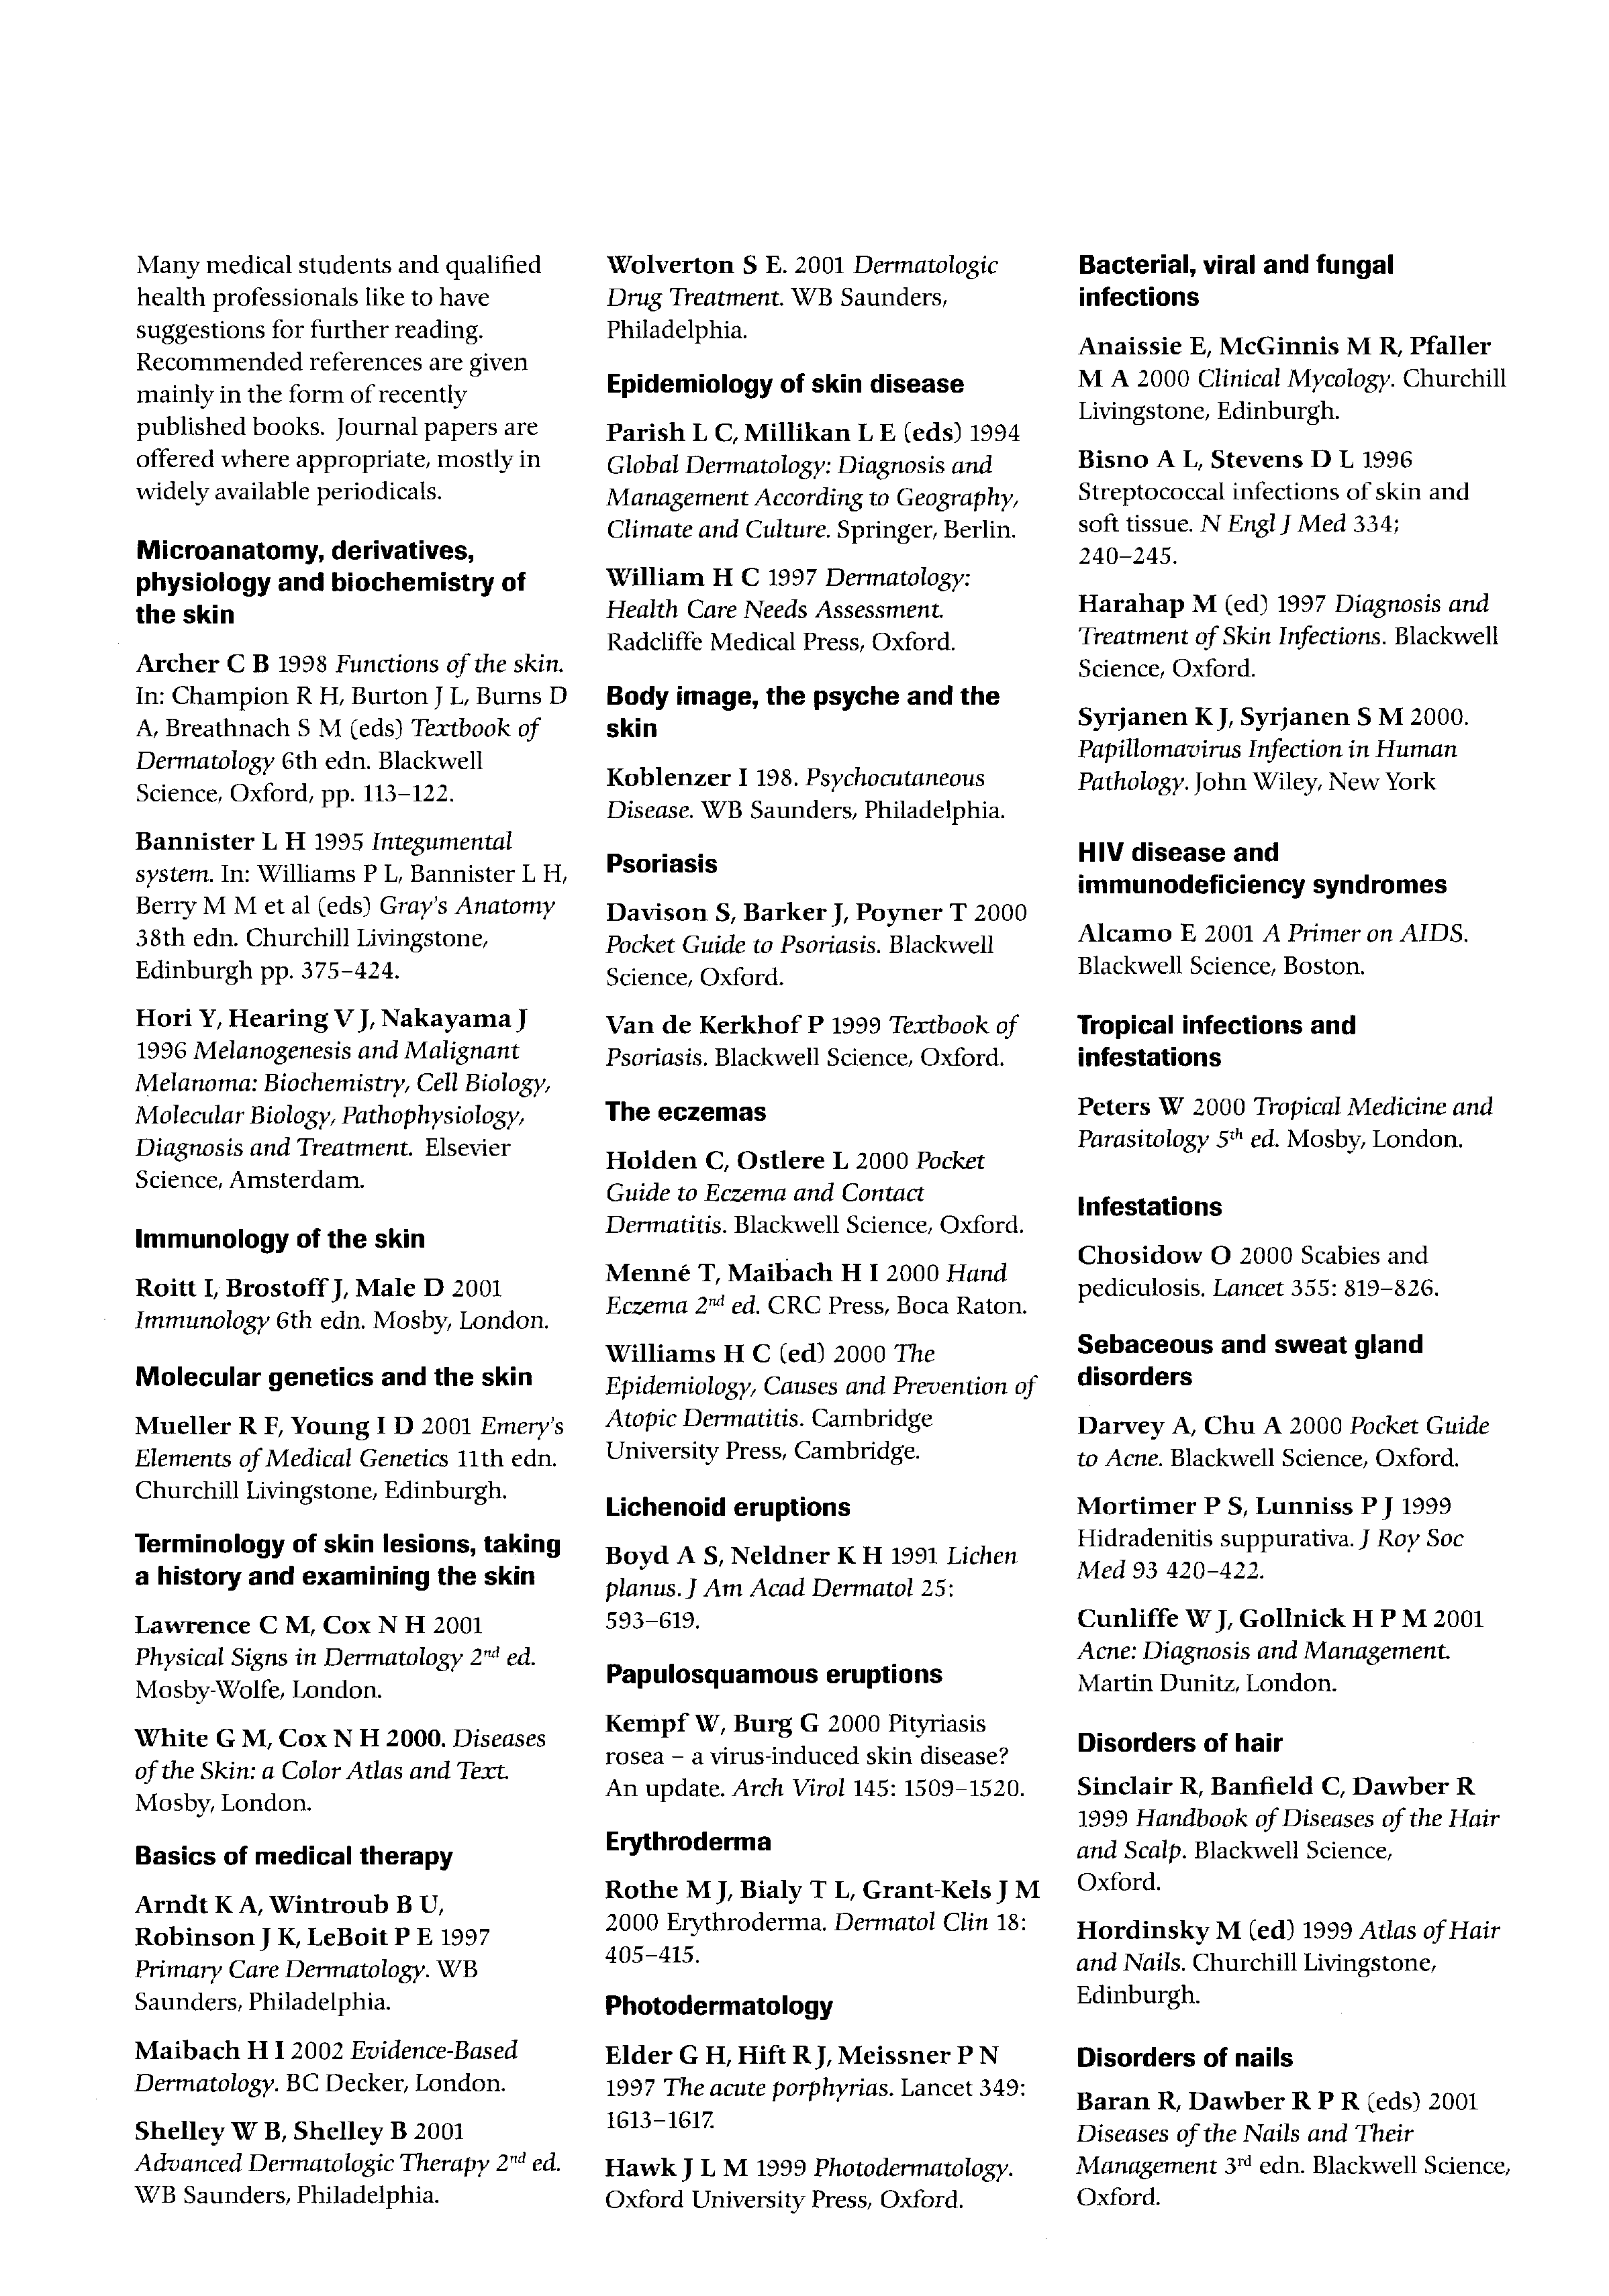 Many medical students and qualified
health professionals like to have
suggestions for further reading.
Recommended references are given
mainly in the form of recently
published books. Journal papers are
offered where appropriate, mostly in
widely available periodicals.
Microanatomy, derivatives,
physiology and biochemistry of
the skin
Archer C B 1998 Functions of the skin.
In: Champion R H, Burton J L, Burns D
A, Breathnach S M (eds) Textbook of
Dermatology 6th edn. Blackwell
Science, Oxford, pp. 113–122.
Bannister L H 1995 Integumental
system. In: Williams P L, Bannister L H,
Berry M M et al (eds) Gray's Anatomy
38th edn. Churchill Livingstone,
Edinburgh pp. 375–424.
Hori Y, Hearing V J, Nakayama J
1996 Melanogenesis and Malignant
Melanoma: Biochemistry, Cell Biology,
Molecular Biology, Pathophysiology,
Diagnosis and Treatment. Elsevier
Science, Amsterdam.
Immunology of the skin
Roitt I, Brostoff J, Male D 2001
Immunology 6th edn. Mosby, London.
Molecular genetics and the skin
Mueller R F, Young I D 2001 Emery's
Elements of Medical Genetics 11th edn.
Churchill Livingstone, Edinburgh.
Terminology of skin lesions, taking
a history and examining the skin
Lawrence C M, Cox N H 2001
Physical Signs in Dermatology 2nd ed.
Mosby-Wolfe, London.
White G M, Cox N H 2000. Diseases
of the Skin: a Color Atlas and Text.
Mosby, London.
Basics of medical therapy
Arndt K A, Wintroub B U,
Robinson J K, LeBoit P E 1997
Primary Care Dermatology. WB
Saunders, Philadelphia.
Maibach H I 2002 Evidence-Based
Dermatology. BC Decker, London.
Shelley W B, Shelley B 2001
Advanced Dermatologic Therapy 2nd ed.
WB Saunders, Philadelphia.
Wolverton S E. 2001 Dermatologic
Drug Treatment. WB Saunders,
Philadelphia.
Epidemiology of skin disease
Parish L C, Millikan L E (eds) 1994
Global Dermatology: Diagnosis and
Management According to Geography,
Climate and Culture. Springer, Berlin.
William H C 1997 Dermatology:
Health Care Needs Assessment.
Radcliffe Medical Press, Oxford.
Body image, the psyche and the
skin
Koblenzer I 198. Psychocutaneous
Disease. WB Saunders, Philadelphia.
Psoriasis
Davison S, Barker J, Poyner T 2000
Pocket Guide to Psoriasis. Blackwell
Science, Oxford.
Van de Kerkhof P 1999 Textbook of
Psoriasis. Blackwell Science, Oxford.
The eczemas
Holden C, Ostlere L 2000 Pocket
Guide to Eczema and Contact
Dermatitis. Blackwell Science, Oxford.
Menné T, Maibach H I 2000 Hand
Eczema 2nd ed. CRC Press, Boca Raton.
Williams H C (ed) 2000 The
Epidemiology, Causes and Prevention of
Atopic Dermatitis. Cambridge
University Press, Cambridge.
Lichenoid eruptions
Boyd A S, Neldner K H 1991 Lichen
planus. J Am Acad Dermatol 25:
593–619.
Papulosquamous eruptions
Kempf W, Burg G 2000 Pityriasis
rosea – a virus-induced skin disease?
An update. Arch Virol 145: 1509–1520.
Erythroderma
Rothe M J, Bialy T L, Grant-Kels J M
2000 Erythroderma. Dermatol Clin 18:
405–415.
Photodermatology
Elder G H, Hift R J, Meissner P N
1997 The acute porphyrias. Lancet 349:
1613–1617.
Hawk J L M 1999 Photodermatology.
Oxford University Press, Oxford.
Bacterial, viral and fungal
infections
Anaissie E, McGinnis M R, Pfaller
M A 2000 Clinical Mycology. Churchill
Livingstone, Edinburgh.
Bisno A L, Stevens D L 1996
Streptococcal infections of skin and
soft tissue. N Engl J Med 334;
240–245.
Harahap M (ed) 1997 Diagnosis and
Treatment of Skin Infections. Blackwell
Science, Oxford.
Syrjanen K J, Syrjanen S M 2000.
Papillomavirus Infection in Human
Pathology. John Wiley, New York
HIV disease and
immunodeficiency syndromes
Alcamo E 2001 A Primer on AIDS.
Blackwell Science, Boston.
Tropical infections and
infestations
Peters W 2000 Tropical Medicine and
Parasitology 5th ed. Mosby, London.
Infestations
Chosidow O 2000 Scabies and
pediculosis. Lancet 355: 819–826.
Sebaceous and sweat gland
disorders
Darvey A, Chu A 2000 Pocket Guide
to Acne. Blackwell Science, Oxford.
Mortimer P S, Lunniss P J 1999
Hidradenitis suppurativa. J Roy Soc
Med 93 420–422.
Cunliffe W J, Gollnick H P M 2001
Acne: Diagnosis and Management.
Martin Dunitz, London.
Disorders of hair
Sinclair R, Banfield C, Dawber R
1999 Handbook of Diseases of the Hair
and Scalp. Blackwell Science,
Oxford.
Hordinsky M (ed) 1999 Atlas of Hair
and Nails. Churchill Livingstone,
Edinburgh.
Disorders of nails
Baran R, Dawber R P R (eds) 2001
Diseases of the Nails and Their
Management 3rd edn. Blackwell Science,
Oxford.